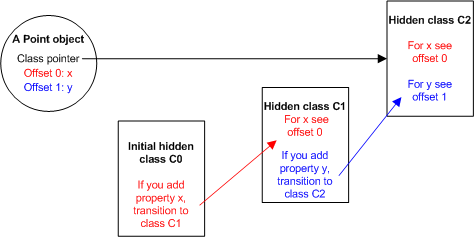 A Point object
Class pointer
Offset 0: x
Offset 1: y
Initial hidden
class C0
If you add
property x,
transition to
class C1
Hidden class C1
For x see
offset 0
If you add
property y,
transition to
class C2
Hidden class C2
For x see
offset 0
For y see
offset 1